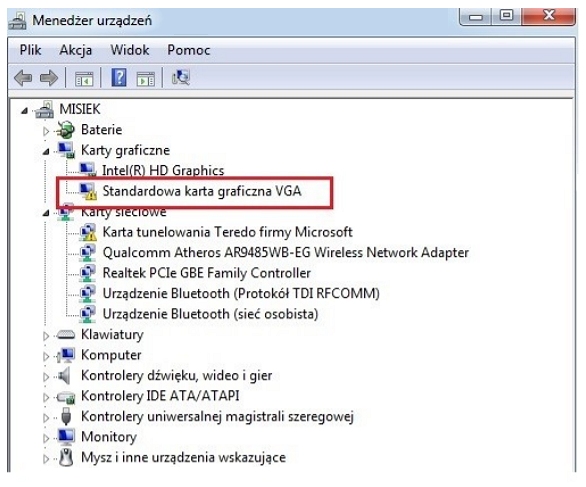 Menedżer urządzeń
Plik Akcja Widok Pomoc
MISIEK
Baterie
Karty graficzne
Intel(R) HD Graphics
Standardowa karta graficzna VGA
Karty sieciowe
Karta tunelowania Teredo firmy Microsoft
Qualcomm Atheros AR9485WB-EG Wireless Network Adapter
Realtek PCIe GBE Family Controller
Urządzenie Bluetooth (Protokół TDI RFCOMM)
Urządzenie Bluetooth (sieć osobista)
Klawiatury
Komputer
Kontrolery dźwięku, wideo i gier
Kontrolery IDE ATA/ATAPI
Kontrolery uniwersalnej magistrali szeregowej
Monitory
Mysz i inne urządzenia wskazujące